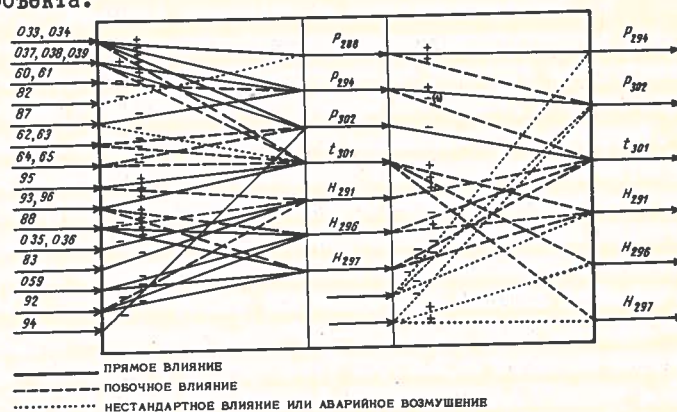 объекта.
033, 034
037, 038, 039
60, 61
82
87
62, 63
64, 65
95
93, 96
88
035, 036
83
059
92
94
P288
P294
P302
t301
H291
H296
H297
P294
P302
t301
H291
H296
H297
ПРЯМОЕ ВЛИЯНИЕ
ПОБОЧНОЕ ВЛИЯНИЕ
НЕСТАНДАРТНОЕ ВЛИЯНИЕ ИЛИ АВАРИЙНОЕ ВОЗМУШЕНИЕ